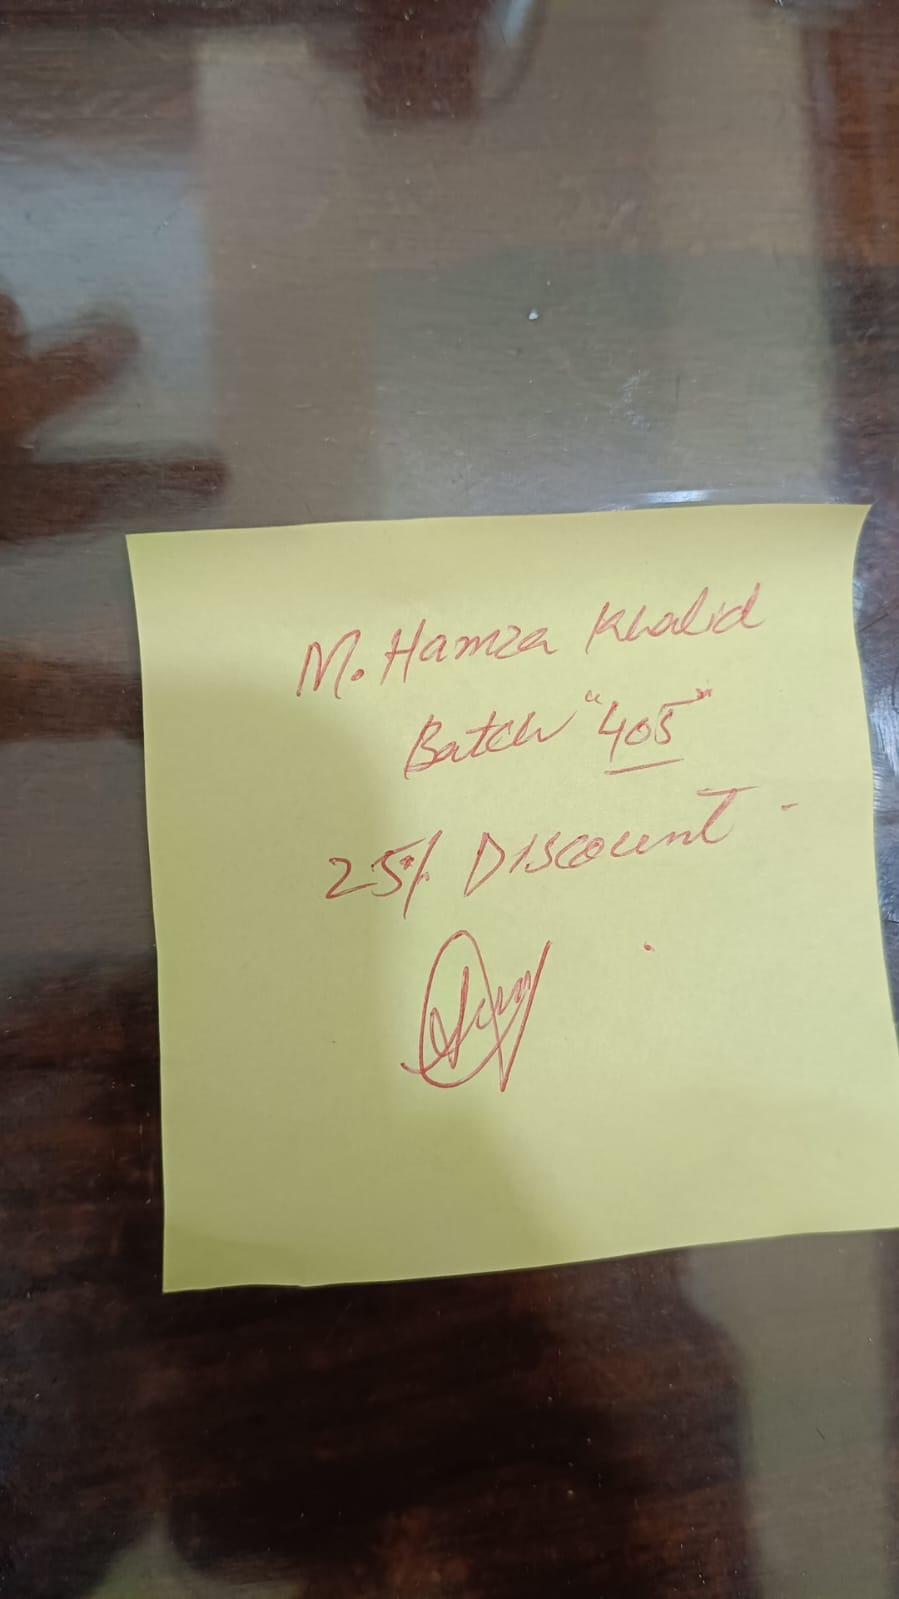 M. Hamza Khalid
Batch "405"
25% Discount -